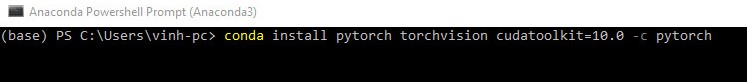 Anaconda Powershell Prompt (Anaconda3)
(base) PS C:\Users\vinh-pc> conda install pytorch torchvision cudatoolkit=10.0 -c pytorch